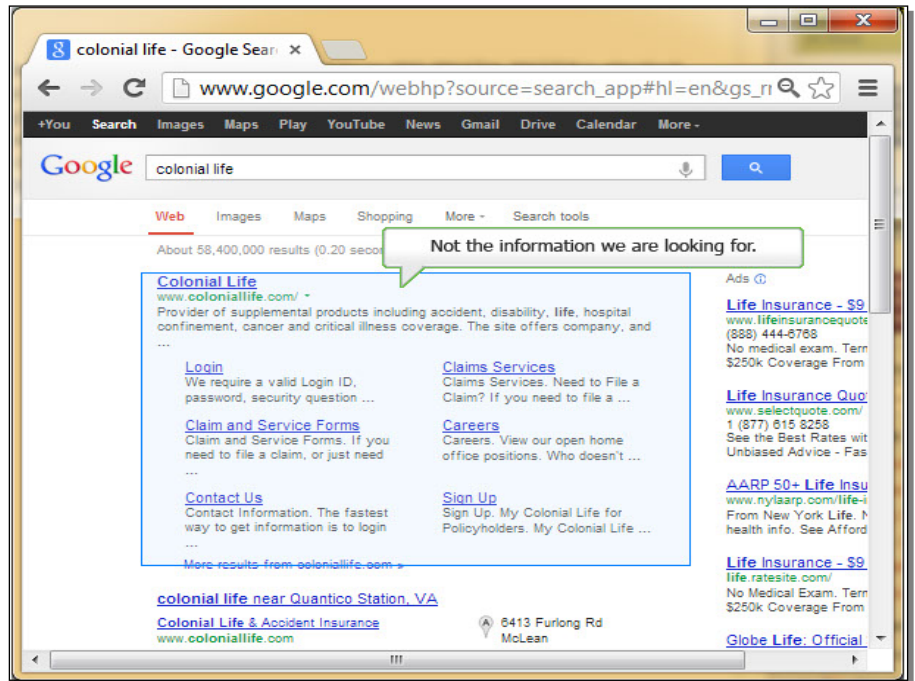 colonial life - Google Sear
www.google.com/webhp?source=search_app#hl=en&gs_rı
+You Search Images Maps Play YouTube News Gmail Drive Calendar More
Google colonial life
Web Images Maps Shopping More Search tools
About 58,400,000 results (0.20 secon
Not the information we are looking for.
Colonial Life
www.coloniallife.com/
Provider of supplemental products including accident, disability, life, hospital
confinement, cancer and critical illness coverage. The site offers company, and
...
Login
We require a valid Login ID,
password, security question ...
Claims Services
Claims Services. Need to File a
Claim? If you need to file a ...
Claim and Service Forms
Claim and Service Forms. If you
need to file a claim, or just need
...
Careers
Careers. View our open home
office positions. Who doesn't ...
Contact Us
Contact Information. The fastest
way to get information is to login
...
Sign Up
Sign Up. My Colonial Life for
Policyholders. My Colonial Life ...
More results from coloniallife.com »
colonial life near Quantico Station, VA
Colonial Life & Accident Insurance
www.coloniallife.com
A 6413 Furlong Rd
McLean
Ads
Life Insurance - $9
www.lifeinsurancequote
(888) 444-6768
No medical exam. Term
$250k Coverage From
Life Insurance Quo
www.selectquote.com/
1 (877) 615 8258
See the Best Rates wit
Unbiased Advice - Fas
AARP 50+ Life Insu
www.nylaarp.com/life-i
From New York Life. N
health info. See Afford
Life Insurance - $9
life.ratesite.com/
No Medical Exam. Term
$250k Coverage From
Globe Life: Official